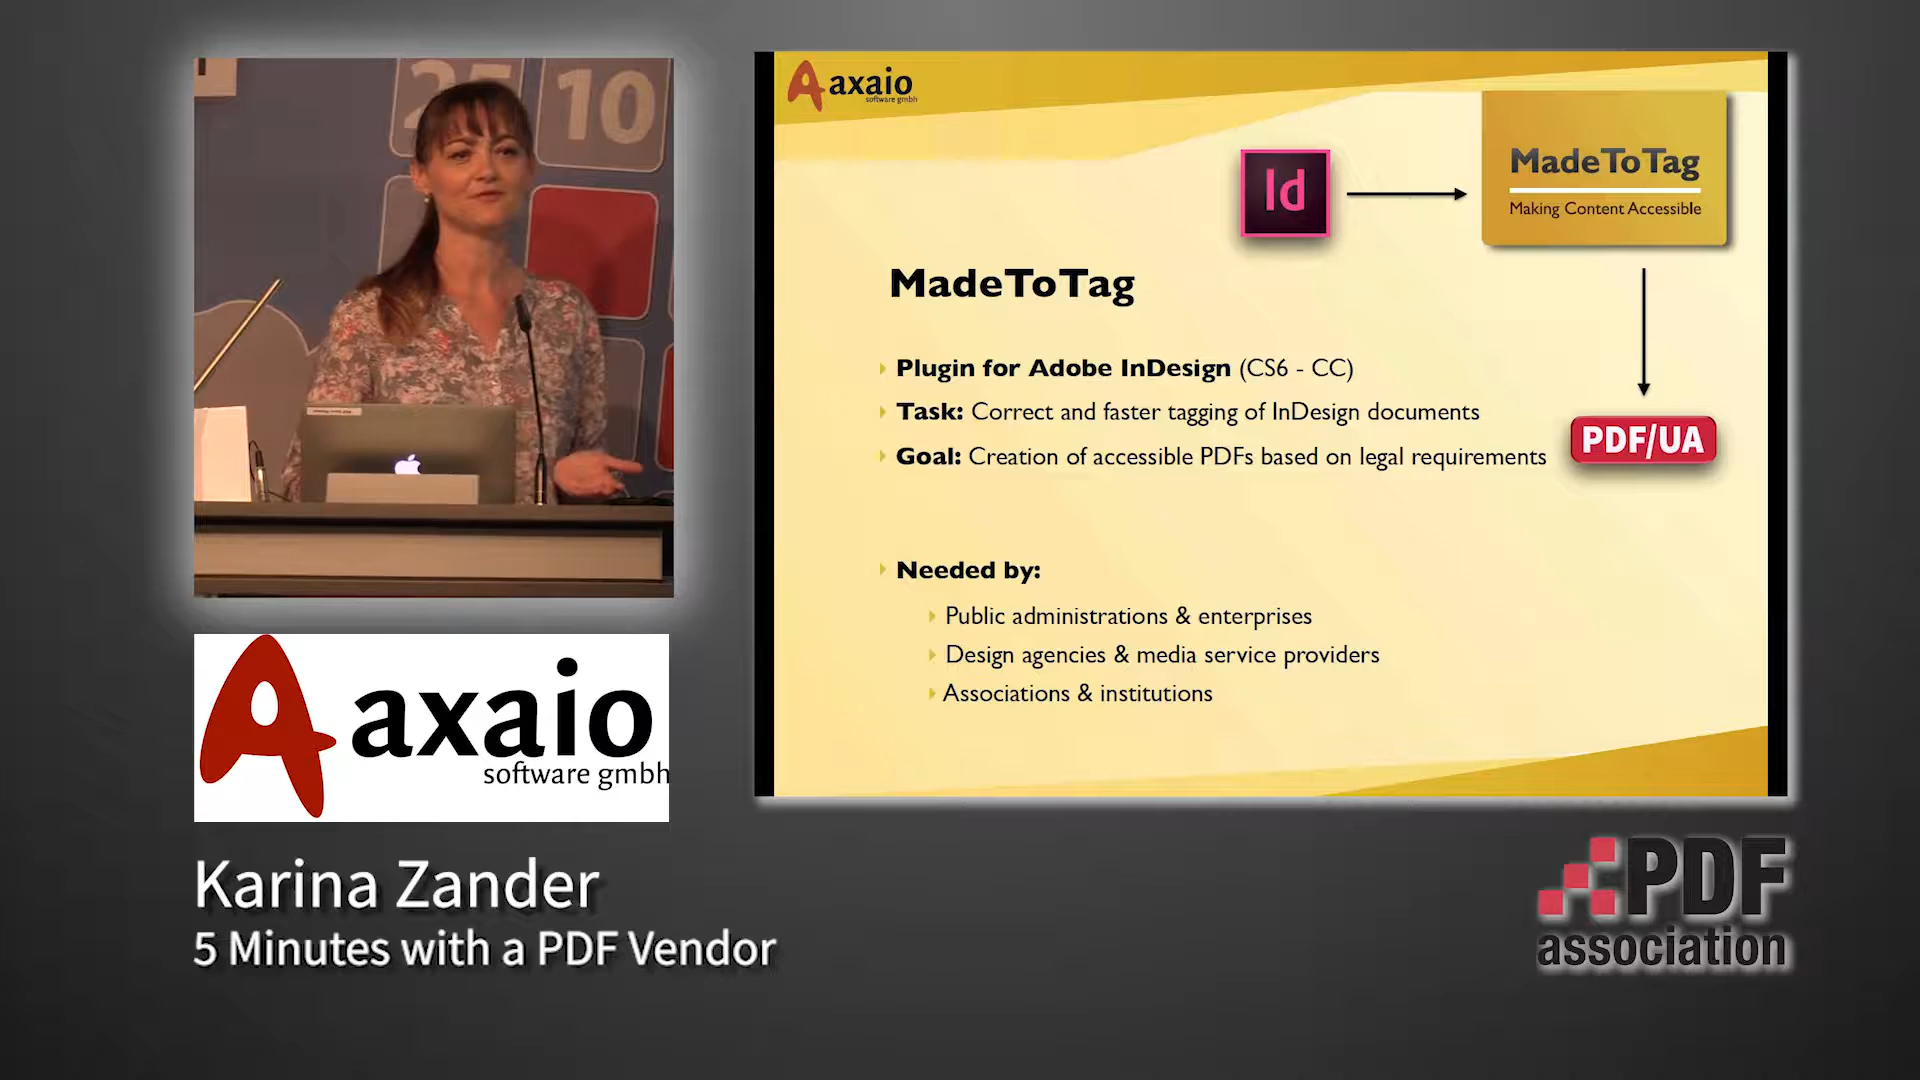 25
10
axaio
software gmbh
Karina Zander
5 Minutes with a PDF Vendor
axaio
software gmbh
Id
MadeToTag
Making Content Accessible
MadeToTag
Plugin for Adobe InDesign (CS6 - CC)
Task: Correct and faster tagging of InDesign documents
Goal: Creation of accessible PDFs based on legal requirements
PDF/UA
Needed by:
Public administrations & enterprises
Design agencies & media service providers
Associations & institutions
PDF
association